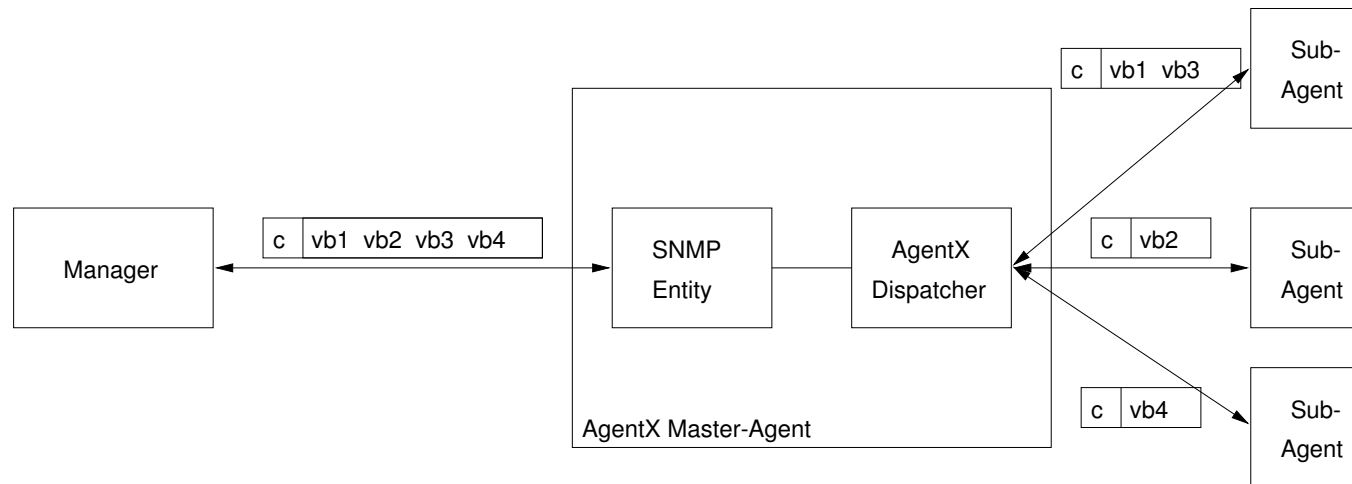 c vb1 vb3
Sub-
Agent
Manager
c vb1 vb2 vb3 vb4
SNMP
Entity
AgentX
Dispatcher
c vb2
Sub-
Agent
c vb4
Sub-
Agent
AgentX Master-Agent